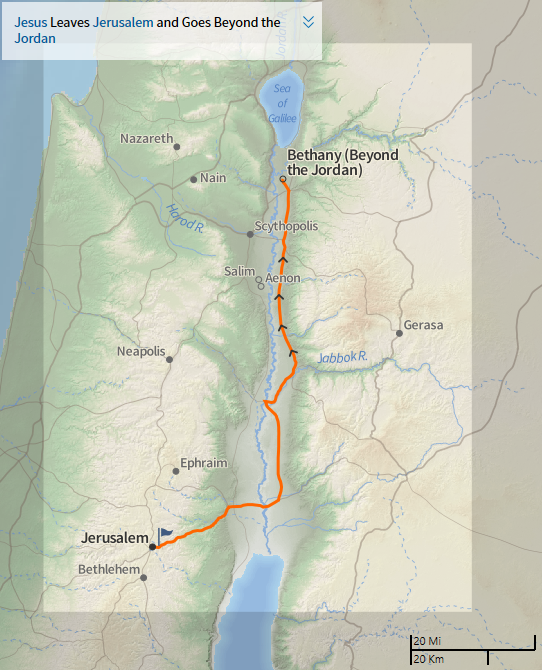 Jesus Leaves Jerusalem and Goes Beyond the
Jordan
Jordan R.
Sea
of
Galilee
Nazareth
Bethany (Beyond
the Jordan)
Nain
Harod R.
Scythopolis
Salim
Aenon
Gerasa
Neapolis
Jabbok R.
Ephraim
Jerusalem
Bethlehem
20 Mi
20 Km